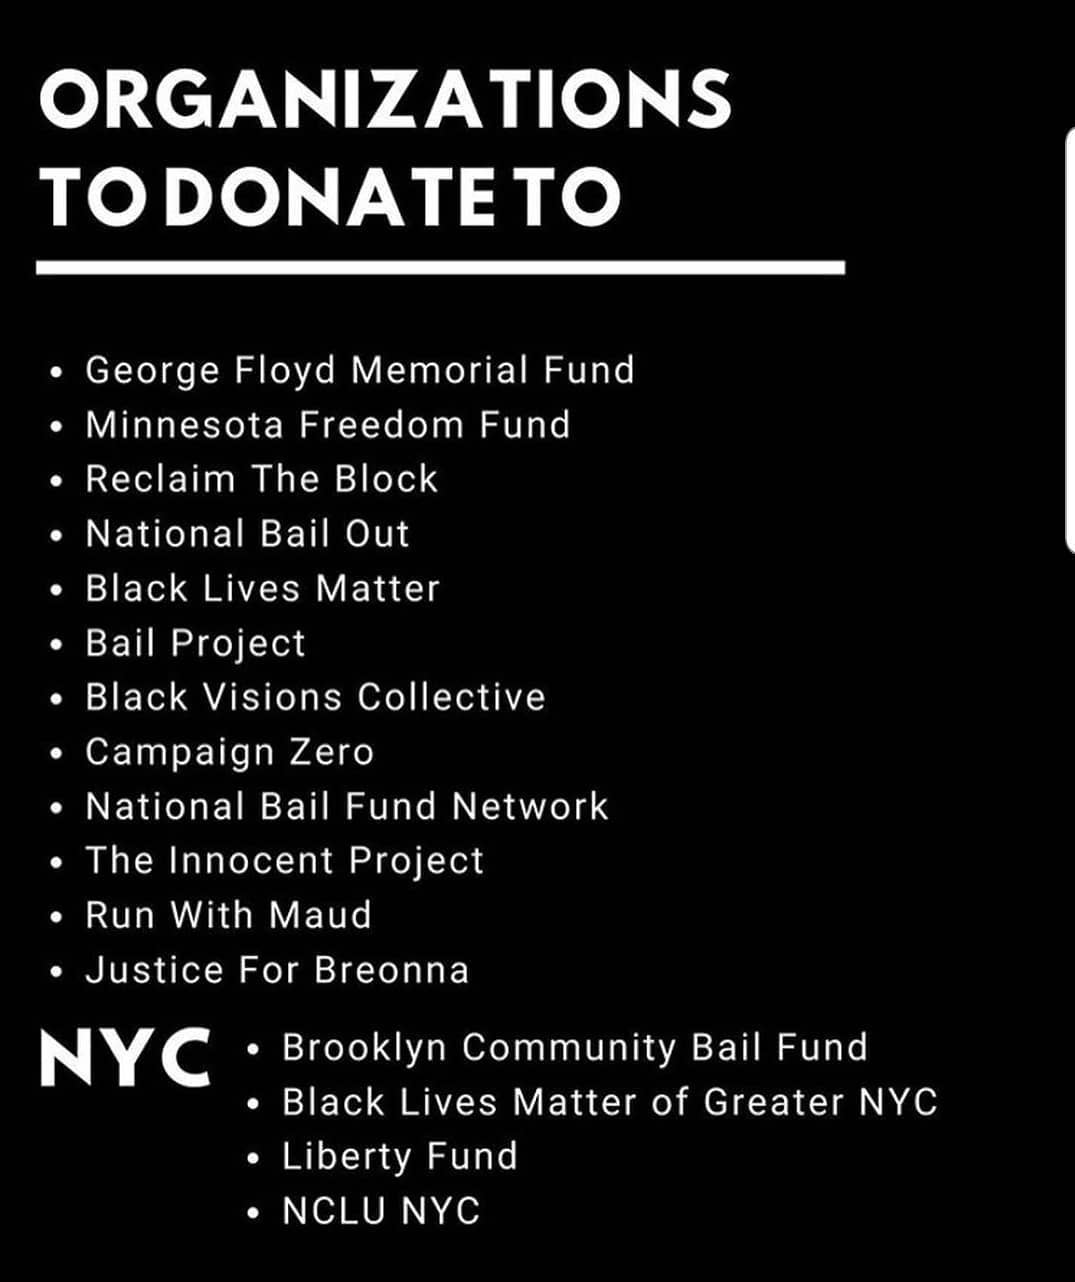 ORGANIZATIONS
TO DONATE TO
• George Floyd Memorial Fund
• Minnesota Freedom Fund
• Reclaim The Block
• National Bail Out
• Black Lives Matter
• Bail Project
• Black Visions Collective
• Campaign Zero
• National Bail Fund Network
• The Innocent Project
• Run With Maud
• Justice For Breonna
NYC
• Brooklyn Community Bail Fund
• Black Lives Matter of Greater NYC
• Liberty Fund
• NCLU NYC